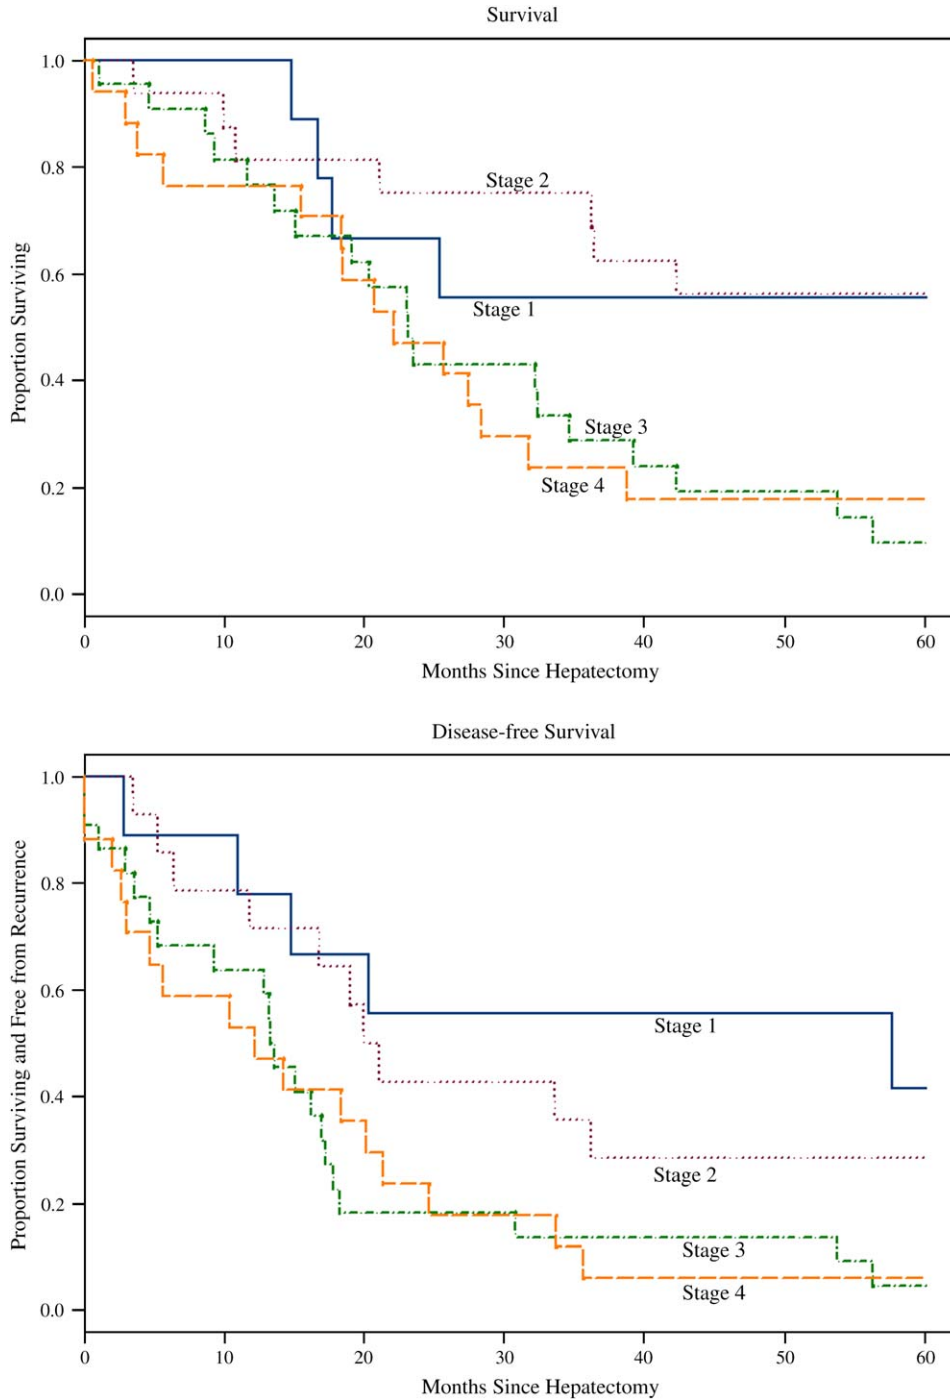 Survival
1.0
0.8
0.6
0.4
0.2
0.0
Proportion Surviving
Stage 2
Stage 1
Stage 3
Stage 4
0 10 20 30 40 50 60
Months Since Hepatectomy
Disease-free Survival
1.0
0.8
0.6
0.4
0.2
0.0
Proportion Surviving and Free from Recurrence
Stage 1
Stage 2
Stage 3
Stage 4
0 10 20 30 40 50 60
Months Since Hepatectomy